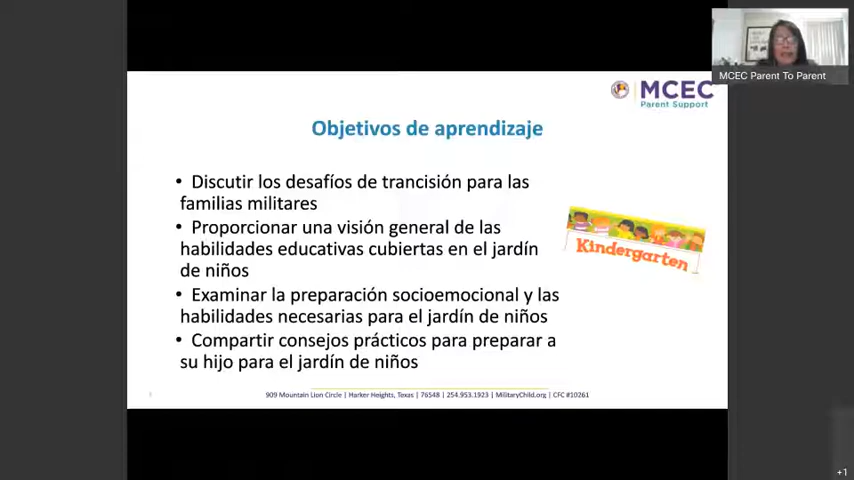 MCEC
Parent Support
MCEC Parent To Parent
Objetivos de aprendizaje
• Discutir los desafíos de trancisión para las
familias militares
• Proporcionar una visión general de las
habilidades educativas cubiertas en el jardín
de niños
• Examinar la preparación socioemocional y las
habilidades necesarias para el jardín de niños
• Compartir consejos prácticos para preparar a
su hijo para el jardín de niños
Kindergarten
909 Mountain Lion Circle | Harker Heights, Texas | 76548 | 254.953.1923 | MilitaryChild.org | CFC #10261
+1